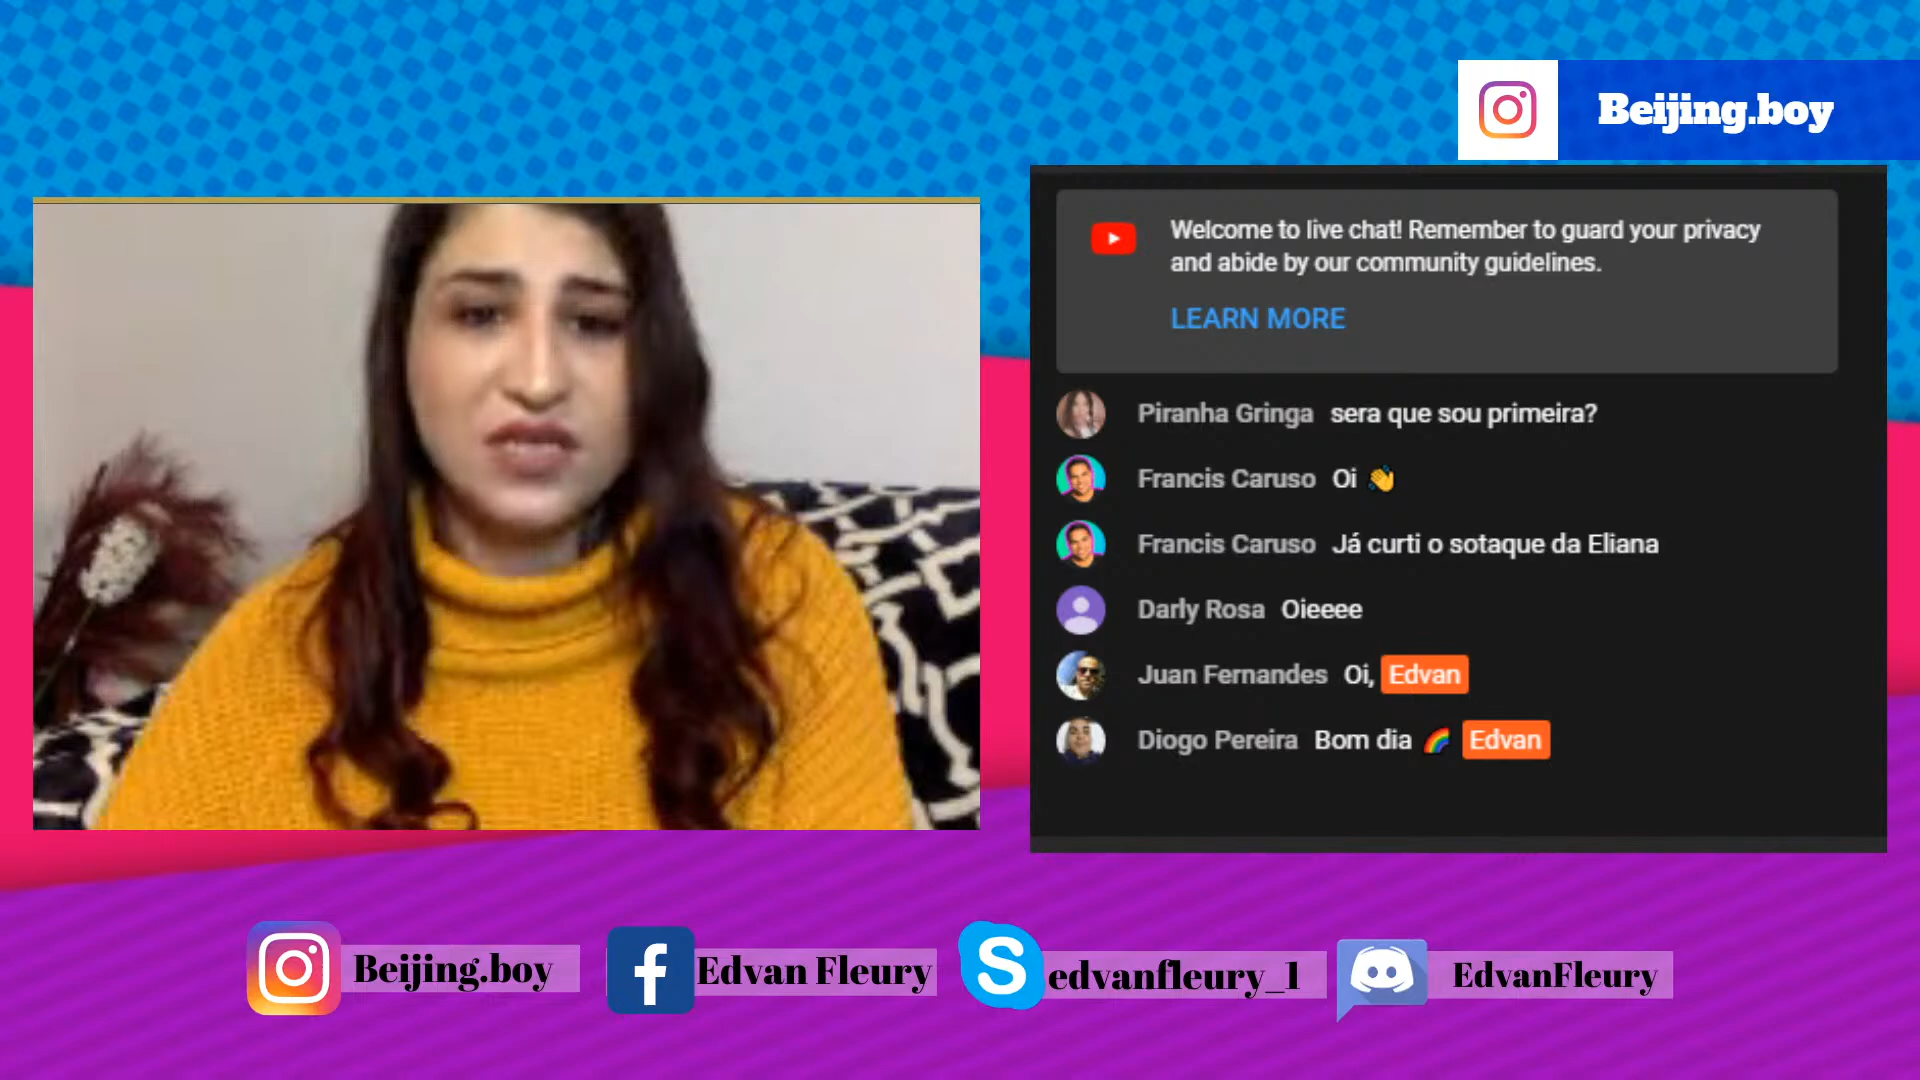 Beijing.boy
Welcome to live chat! Remember to guard your privacy
and abide by our community guidelines.
LEARN MORE
Piranha Gringa sera que sou primeira?
Francis Caruso Oi 👋
Francis Caruso Já curti o sotaque da Eliana
Darly Rosa Oieeee
Juan Fernandes Oi, Edvan
Diogo Pereira Bom dia 🌈 Edvan
Beijing.boy
Edvan Fleury
edvanfleury_1
EdvanFleury